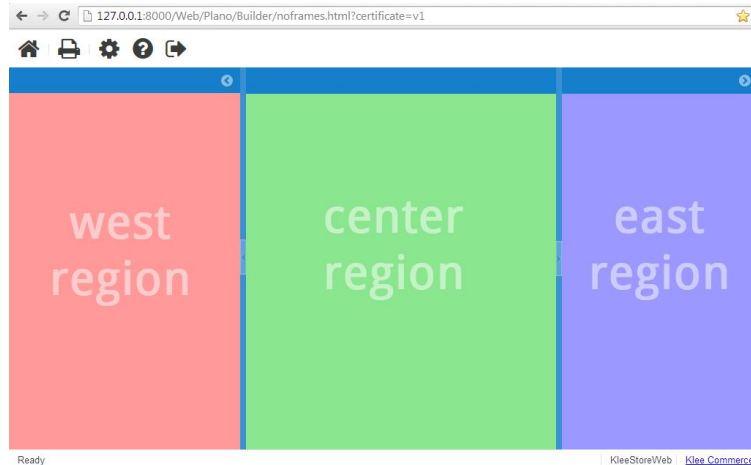 127.0.0.1:8000/Web/Plano/Builder/noframes.html?certificate=v1
west
region
center
region
east
region
Ready
KleeStoreWeb
Klee Commerce